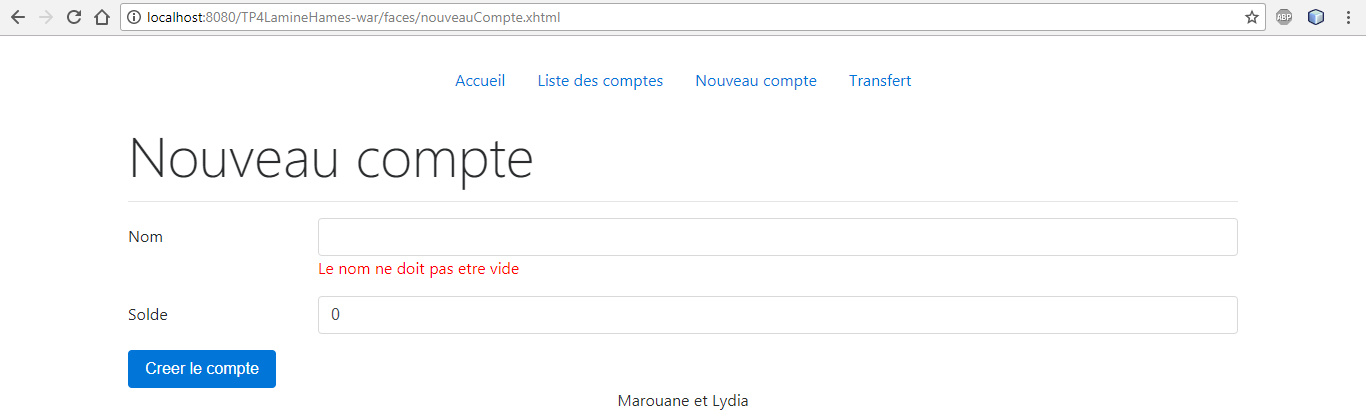 localhost:8080/TP4LamineHames-war/faces/nouveauCompte.xhtml
ABP
Accueil Liste des comptes Nouveau compte Transfert
Nouveau compte
Nom
Le nom ne doit pas etre vide
Solde 0
Creer le compte
Marouane et Lydia